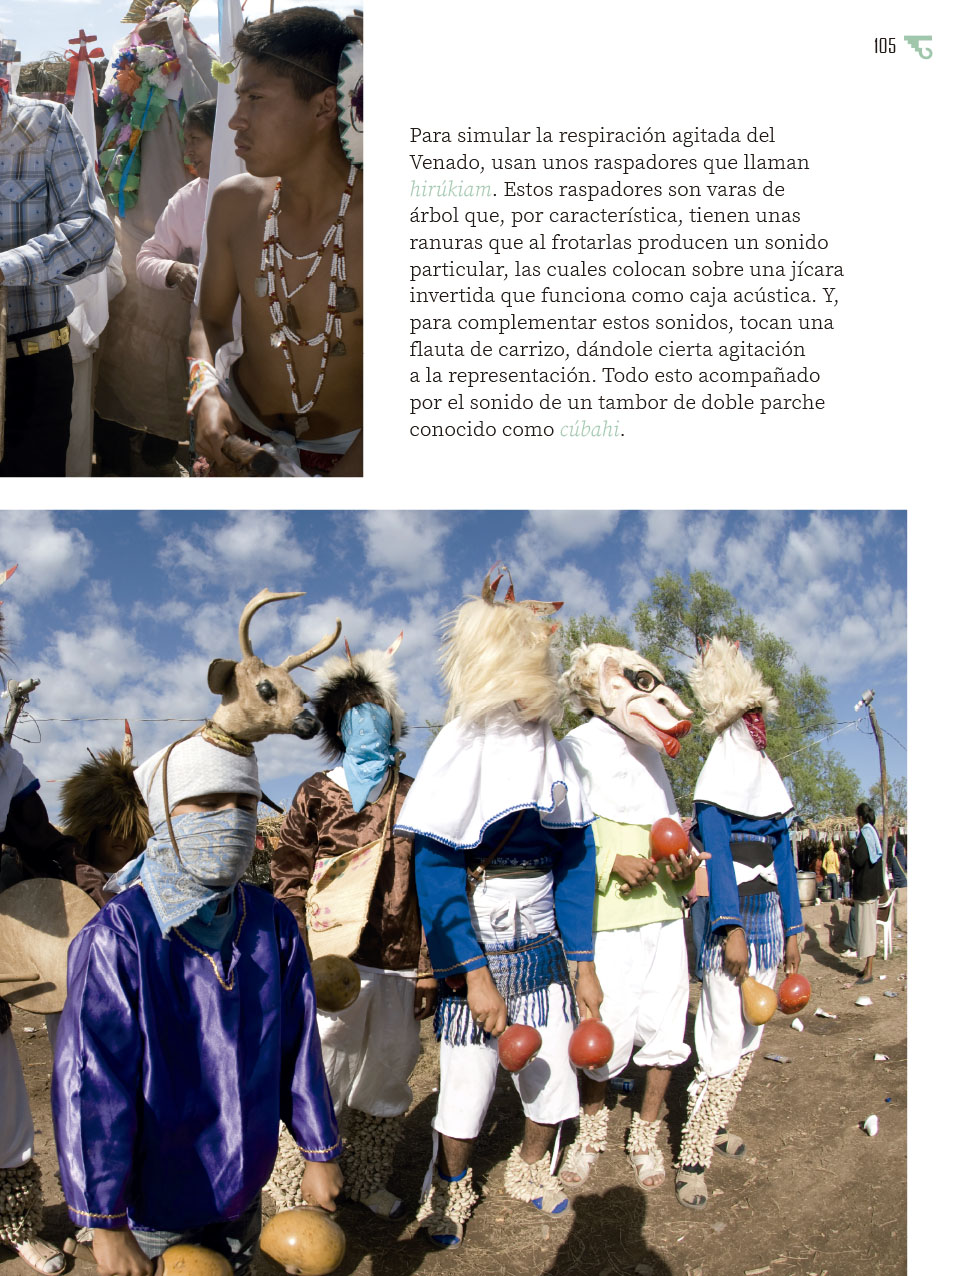 105
Para simular la respiración agitada del
Venado, usan unos raspadores que llaman
hirúkiam. Estos raspadores son varas de
árbol que, por característica, tienen unas
ranuras que al frotarlas producen un sonido
particular, las cuales colocan sobre una jícara
invertida que funciona como caja acústica. Y,
para complementar estos sonidos, tocan una
flauta de carrizo, dándole cierta agitación
a la representación. Todo esto acompañado
por el sonido de un tambor de doble parche
conocido como cúbahi.